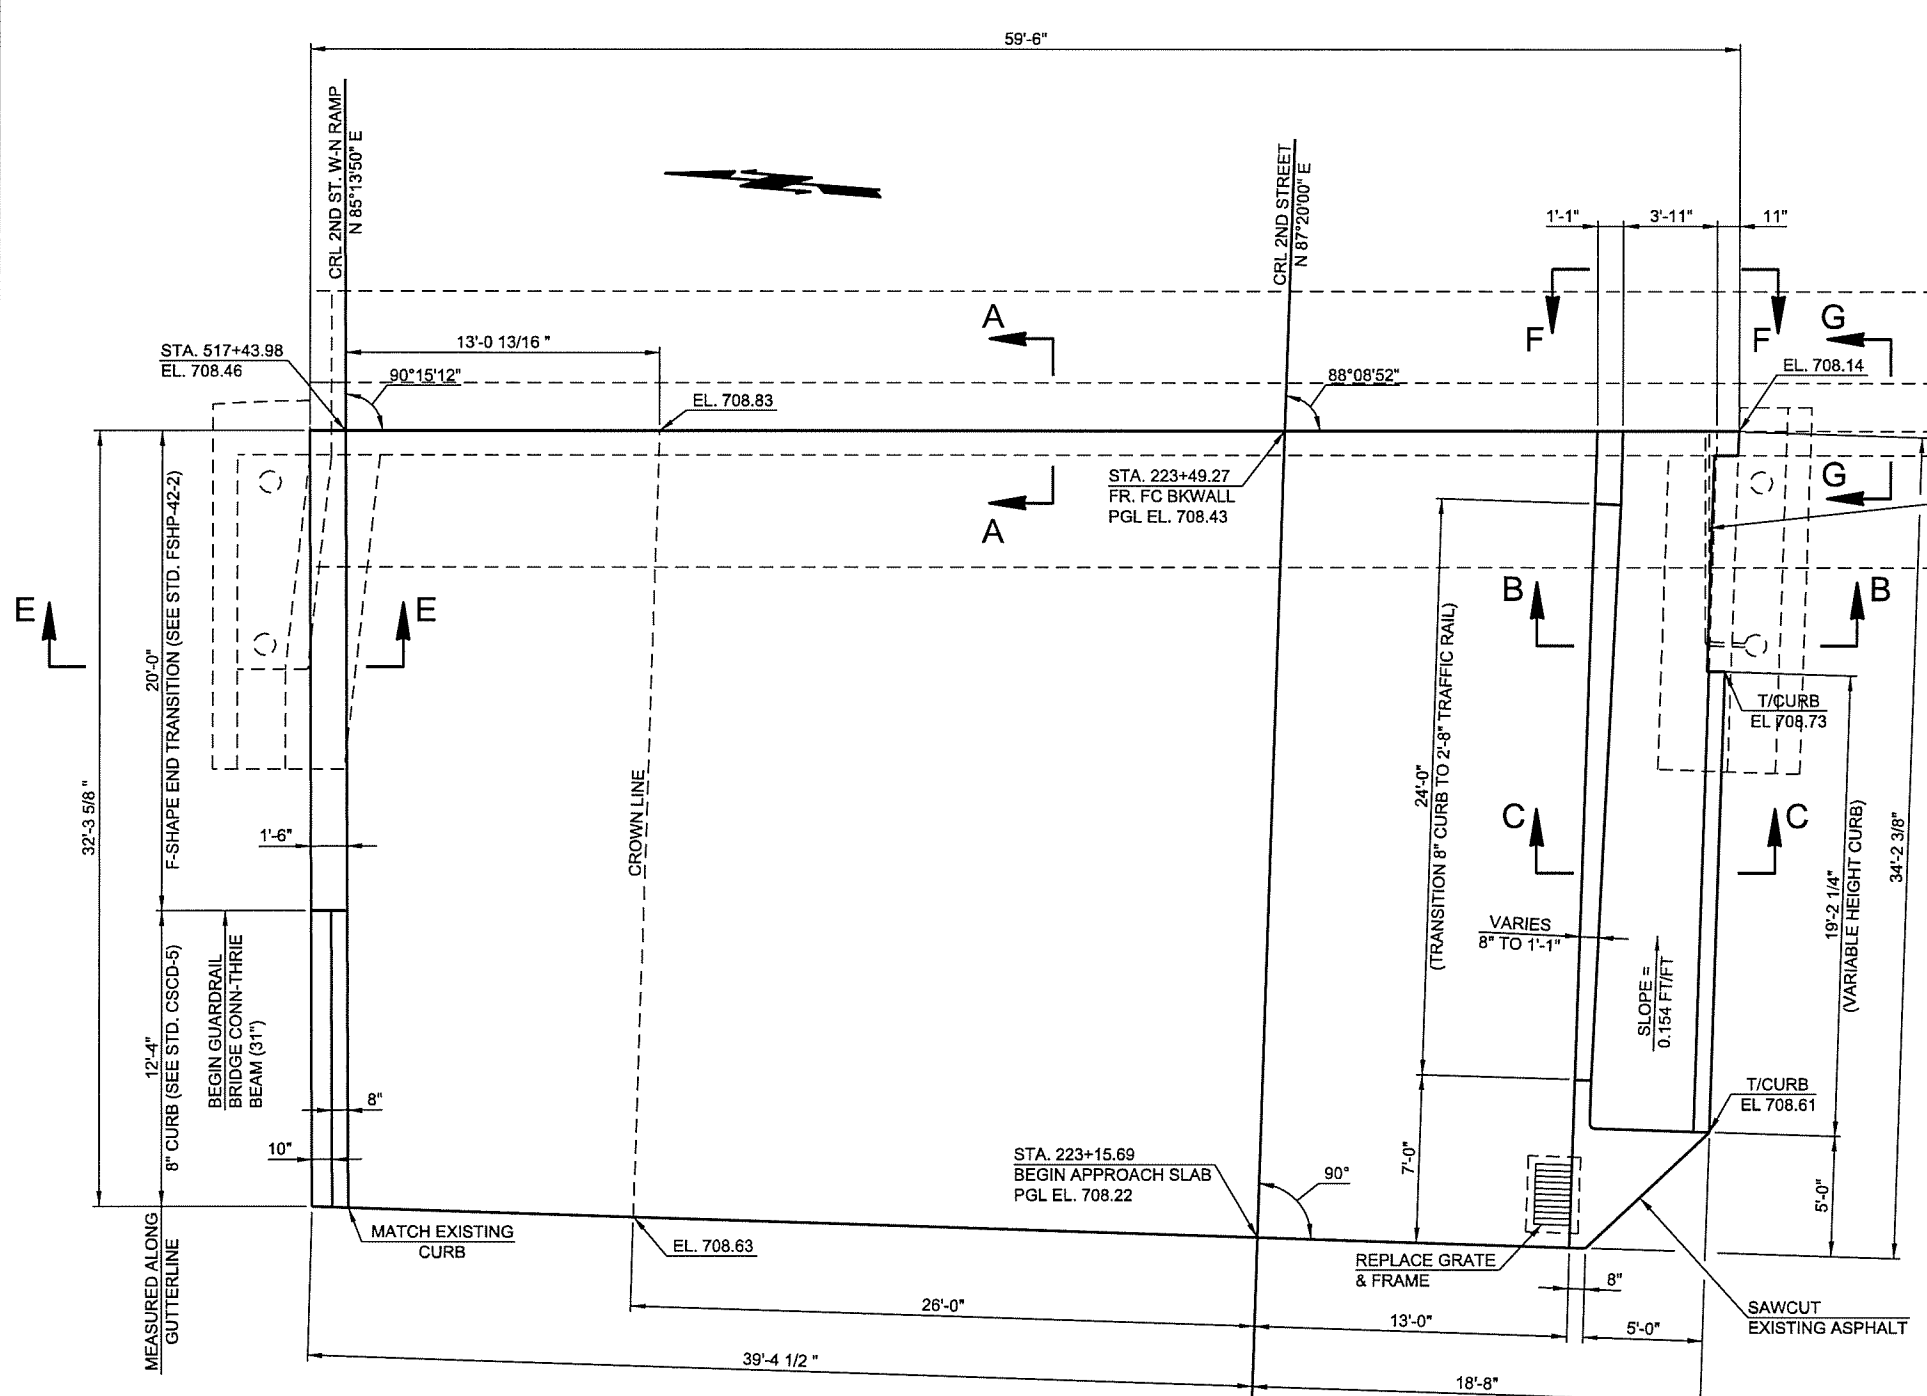 59'-6"
CRL 2ND ST. W-N RAMP
N 85°13'50" E
CRL 2ND STREET
N 87°20'00" E
1'-1"
3'-11"
11"
A
F
F
G
STA. 517+43.98
EL. 708.46
13'-0 13/16 "
90°15'12"
EL. 708.83
88°08'52"
EL. 708.14
STA. 223+49.27
FR. FC BKWALL
PGL EL. 708.43
A
G
E
E
B
B
20'-0"
F-SHAPE END TRANSITION (SEE STD. FSHP-42-2)
32'-3 5/8 "
1'-6"
CROWN LINE
24'-0"
(TRANSITION 8" CURB TO 2'-8" TRAFFIC RAIL)
T/CURB
EL 708.73
C
C
VARIES
8" TO 1'-1"
SLOPE =
0.154 FT/FT
19'-2 1/4"
(VARIABLE HEIGHT CURB)
34'-2 3/8"
12'-4"
8" CURB (SEE STD. CSCD-5)
BEGIN GUARDRAIL
BRIDGE CONN-THRIE
BEAM (31")
8"
10"
T/CURB
EL 708.61
STA. 223+15.69
BEGIN APPROACH SLAB
PGL EL. 708.22
90°
7'-0"
5'-0"
MEASURED ALONG
GUTTERLINE
MATCH EXISTING
CURB
EL. 708.63
REPLACE GRATE
& FRAME
8"
26'-0"
13'-0"
5'-0"
SAWCUT
EXISTING ASPHALT
39'-4 1/2 "
18'-8"